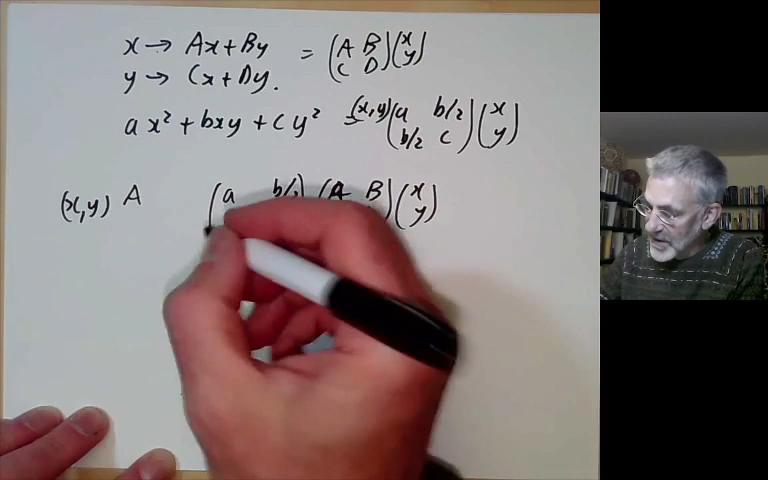 x → Ax+By = (A B C D)(x y)
y → Cx+Dy.
ax² + bxy + cy² = (x,y)(a b/2 b/2 c)(x y)
(x,y) A (a b/2) (A B)(x y)